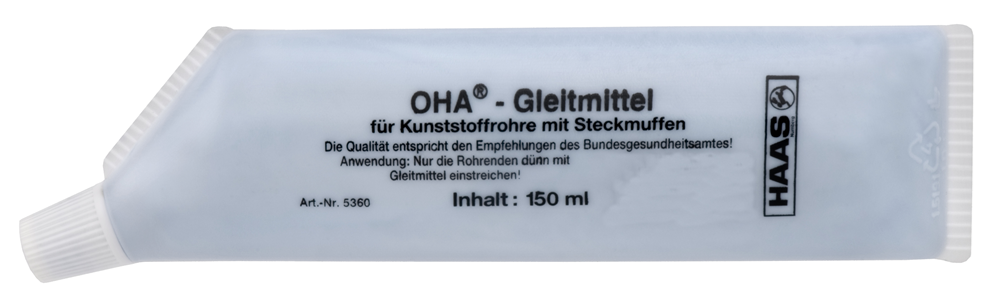 OHA® - Gleitmittel
für Kunststoffrohre mit Steckmuffen
Die Qualität entspricht den Empfehlungen des Bundesgesundheitsamtes!
Anwendung: Nur die Rohrenden dünn mit
Gleitmittel einstreichen!
Art.-Nr. 5360
Inhalt : 150 ml
HAAS